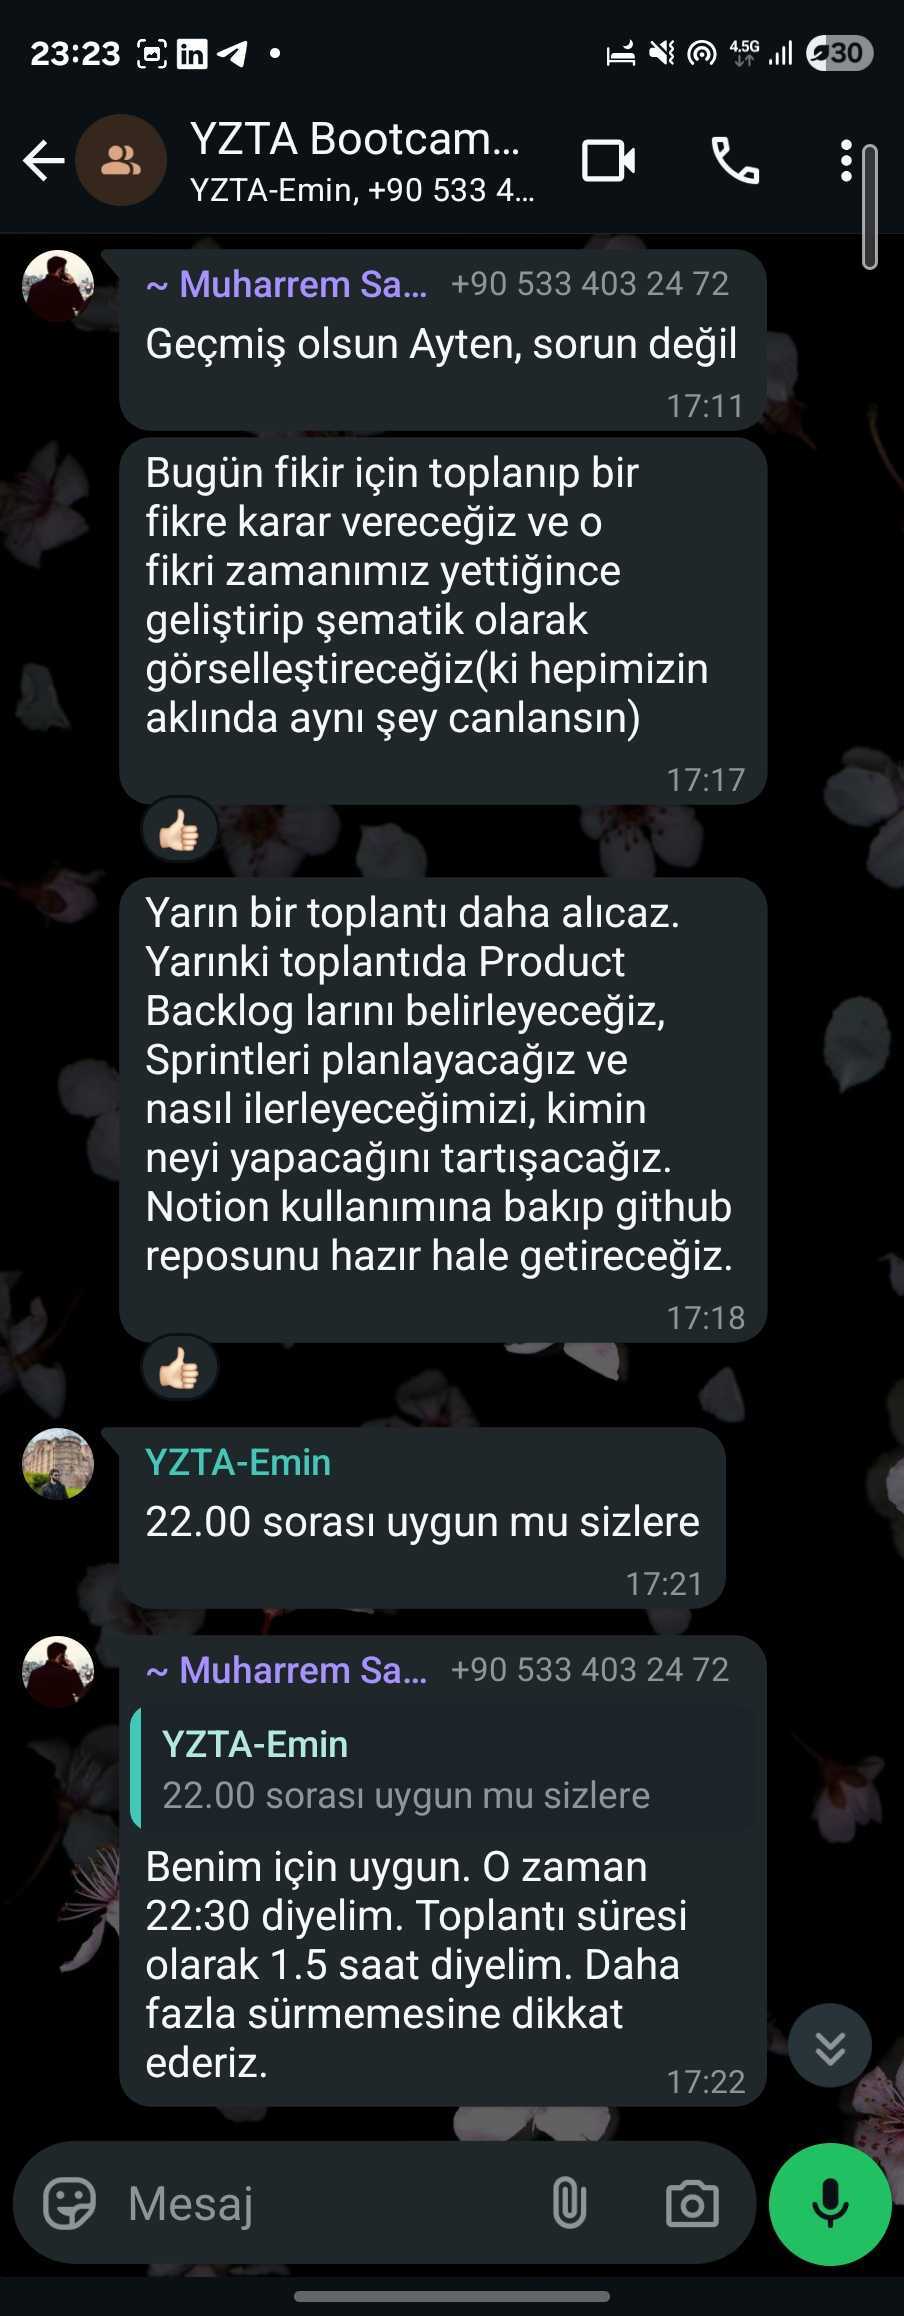 23:23
4.5G
30
YZTA Bootcam...
YZTA-Emin, +90 533 4...
~ Muharrem Sa... +90 533 403 24 72
Geçmiş olsun Ayten, sorun değil
17:11
Bugün fikir için toplanıp bir
fikre karar vereceğiz ve o
fikri zamanımız yettiğince
geliştirip şematik olarak
görselleştireceğiz(ki hepimizin
aklında aynı şey canlansın)
17:17
Yarın bir toplantı daha alıcaz.
Yarınki toplantıda Product
Backlog larını belirleyeceğiz,
Sprintleri planlayacağız ve
nasıl ilerleyeceğimizi, kimin
neyi yapacağını tartışacağız.
Notion kullanımına bakıp github
reposunu hazır hale getireceğiz.
17:18
YZTA-Emin
22.00 sorası uygun mu sizlere
17:21
~ Muharrem Sa... +90 533 403 24 72
YZTA-Emin
22.00 sorası uygun mu sizlere
Benim için uygun. O zaman
22:30 diyelim. Toplantı süresi
olarak 1.5 saat diyelim. Daha
fazla sürmemesine dikkat
ederiz.
17:22
Mesaj